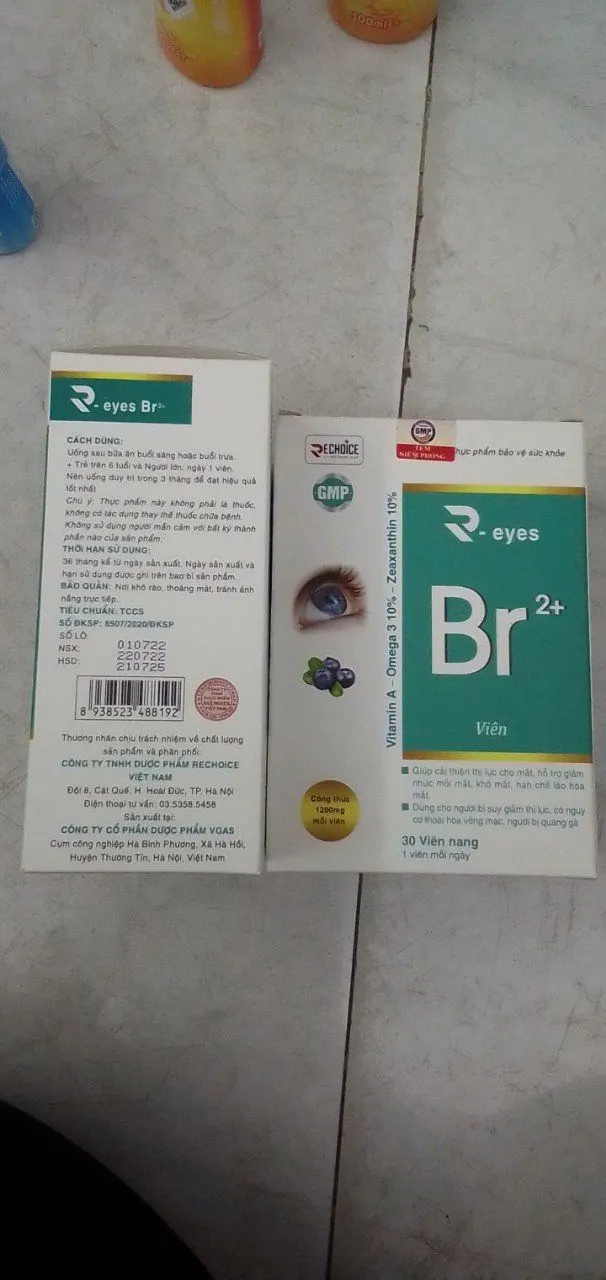 100ml
R- eyes Br2+
CÁCH DÙNG:
Uống sau bữa ăn buổi sáng hoặc buổi trưa.
+ Trẻ trên 6 tuổi và Người lớn: ngày 1 viên.
Nên uống duy trì trong 3 tháng để đạt hiệu quả
tốt nhất
Chú ý: Thực phẩm này không phải là thuốc,
không có tác dụng thay thế thuốc chữa bệnh.
Không sử dụng người mẫn cảm với bất kỳ thành
phần nào của sản phẩm.
THỜI HẠN SỬ DỤNG:
36 tháng kể từ ngày sản xuất. Ngày sản xuất và
hạn sử dụng được ghi trên bao bì sản phẩm.
BẢO QUẢN: Nơi khô ráo, thoáng mát, tránh ánh
nắng trực tiếp.
TIÊU CHUẨN: TCCS
SỐ ĐKSP: 8507/2020/ĐKSP
SỐ LÔ: 010722
NSX: 220722
HSD: 210725
8 938523 488192
Thương nhân chịu trách nhiệm về chất lượng
sản phẩm và phân phối:
CÔNG TY TNHH DƯỢC PHẨM RECHOICE
VIỆT NAM
Đội 8, Cát Quế, H. Hoài Đức, TP. Hà Nội
Điện thoại tư vấn: 03.5358.5458
Sản xuất tại:
CÔNG TY CỔ PHẦN DƯỢC PHẨM VGAS
Cụm công nghiệp Hà Bình Phương, Xã Hà Hồi,
Huyện Thường Tín, Hà Nội, Việt Nam
RECHOICE
GMP
Công thức
1200mg
mỗi viên
Vitamin A - Omega 3 10% - Zeaxanthin 10%
GMP
TEM
NIÊM PHONG
phẩm bảo vệ sức khỏe
R- eyes
Br2+
Viên
Giúp cải thiện thị lực cho mắt, hỗ trợ giảm
nhức mỏi mắt, khô mắt, hạn chế lão hóa
mắt.
Dùng cho người bị suy giảm thị lực, có nguy
cơ thoái hóa võng mạc, người bị quáng gà
30 Viên nang
1 viên mỗi ngày